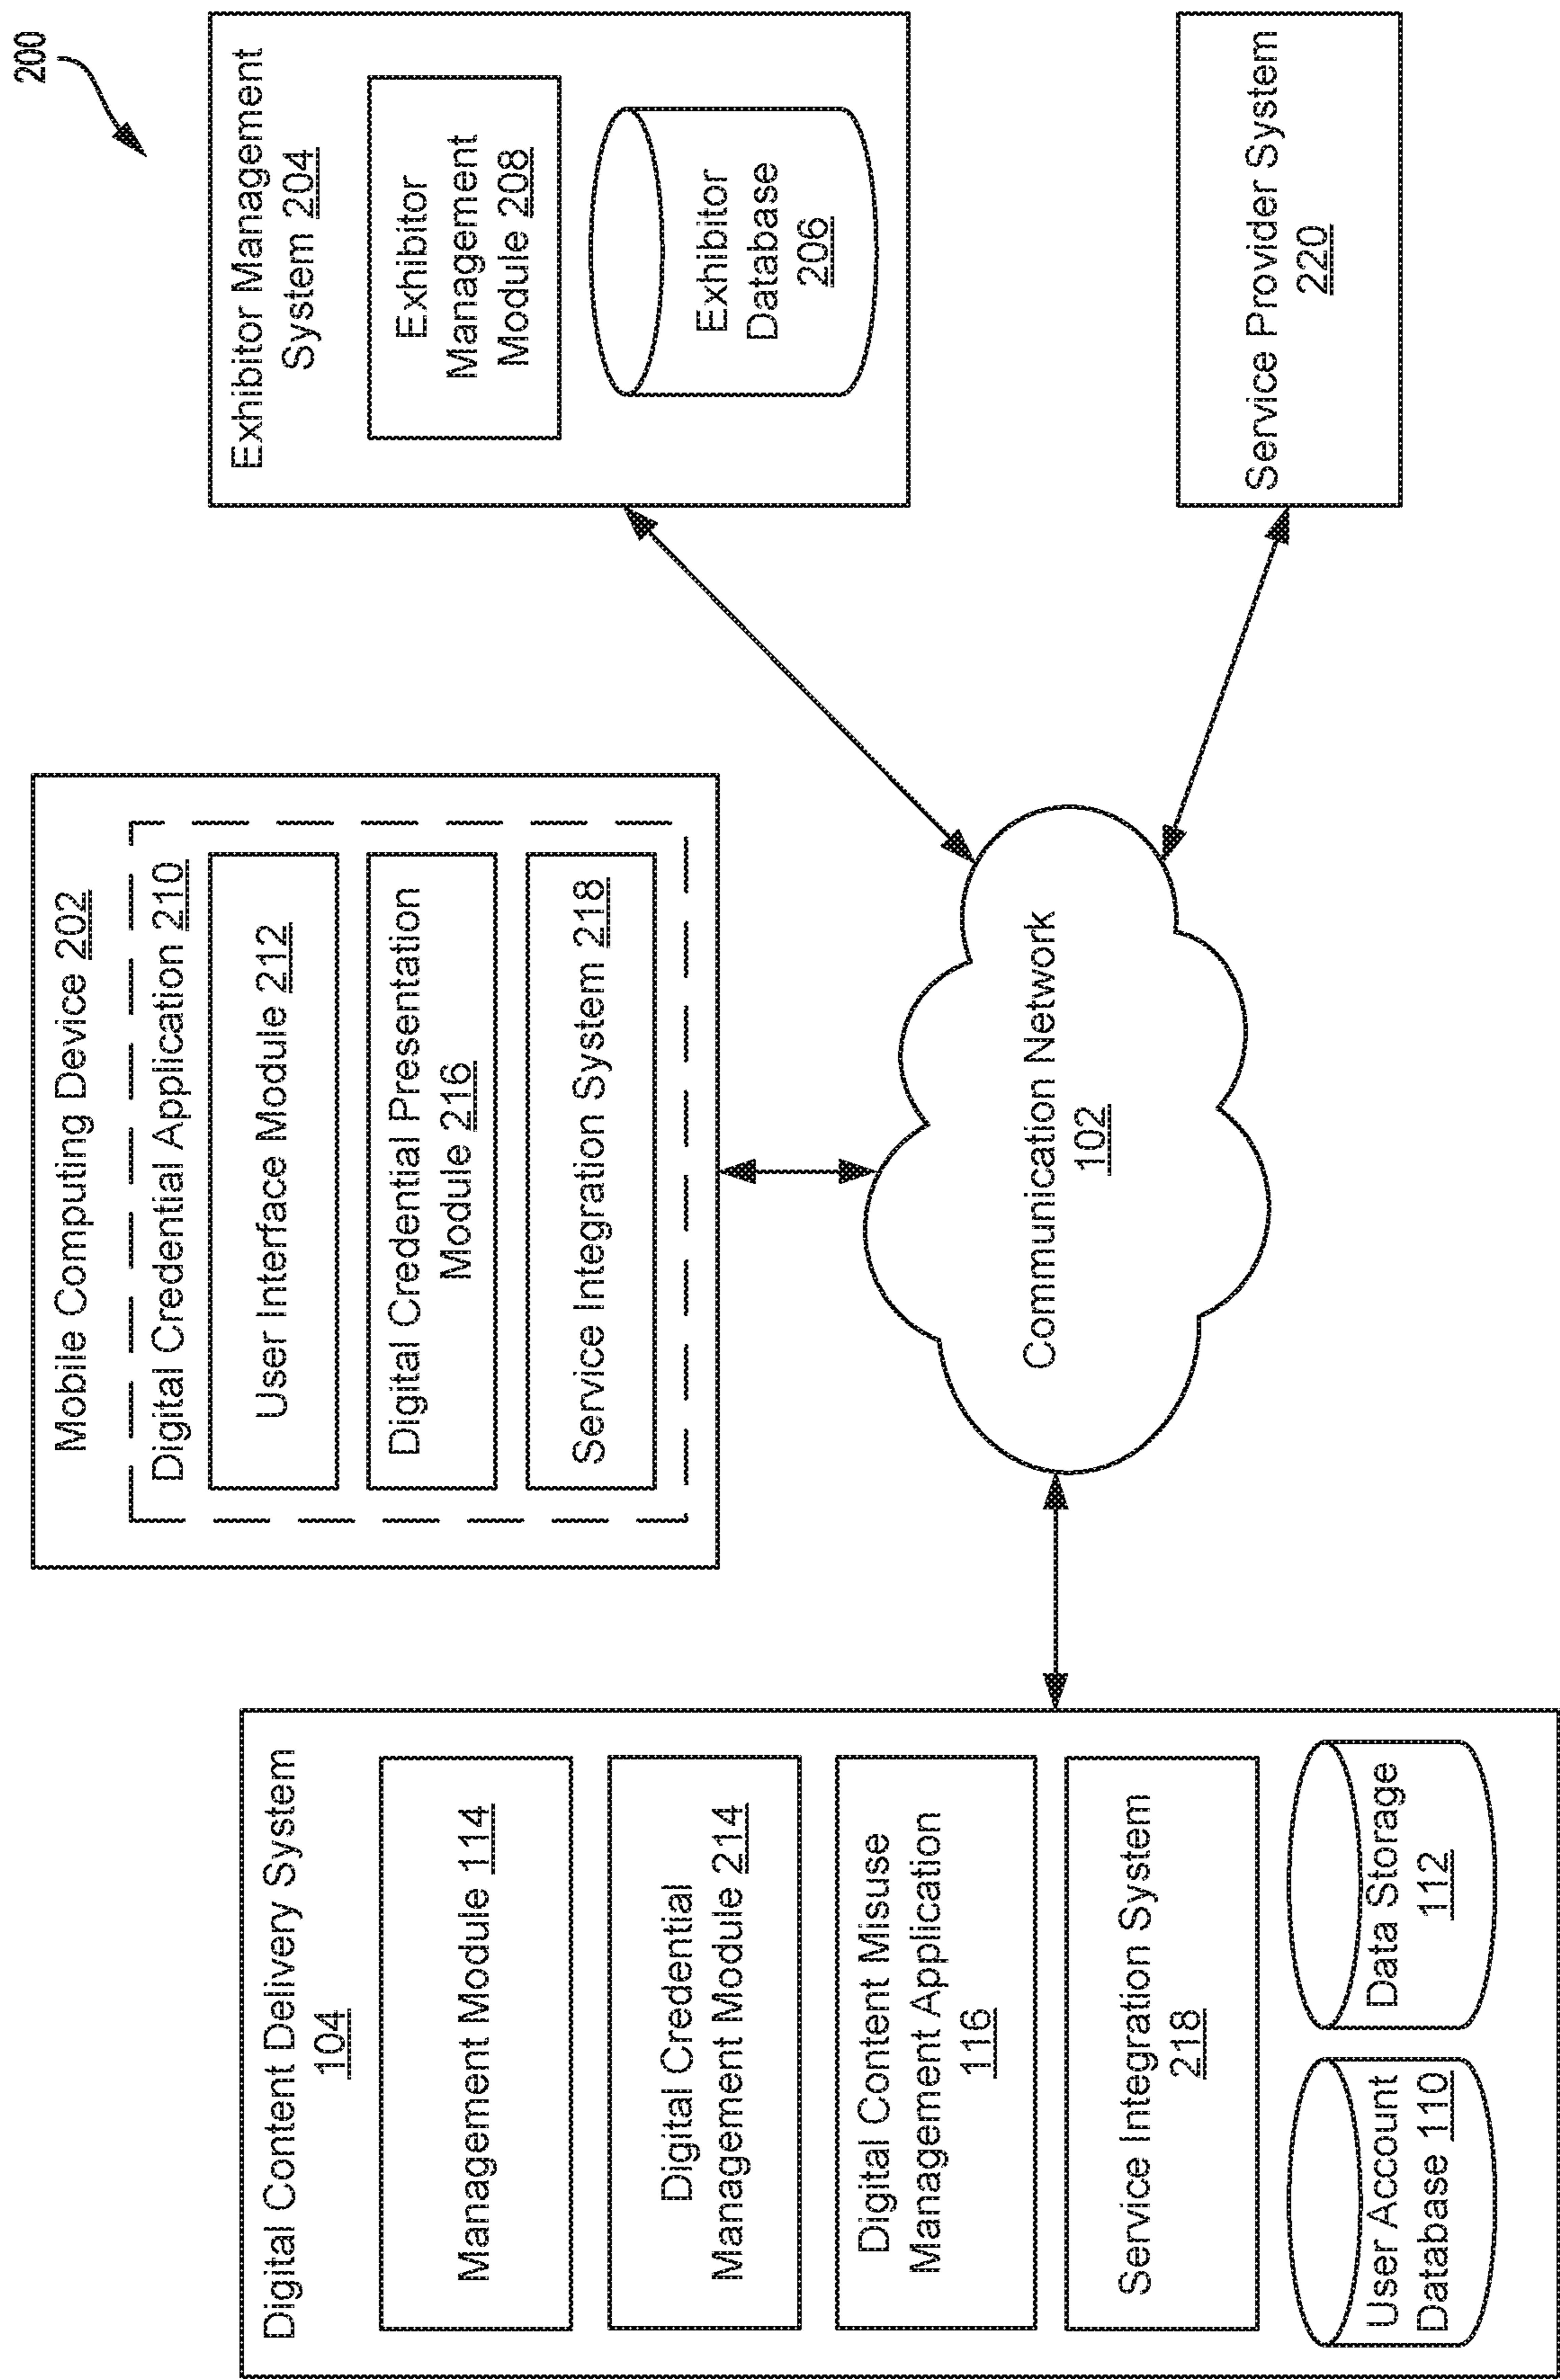 200
Digital Content Delivery System
104
Management Module 114
Digital Credential
Management Module 214
Digital Content Misuse
Management Application
116
Service Integration System
218
User Account
Database 110
Data Storage
112
Mobile Computing Device 202
Digital Credential Application 210
User Interface Module 212
Digital Credential Presentation
Module 216
Service Integration System 218
Communication Network
102
Exhibitor Management
System 204
Exhibitor
Management
Module 208
Exhibitor
Database
206
Service Provider System
220